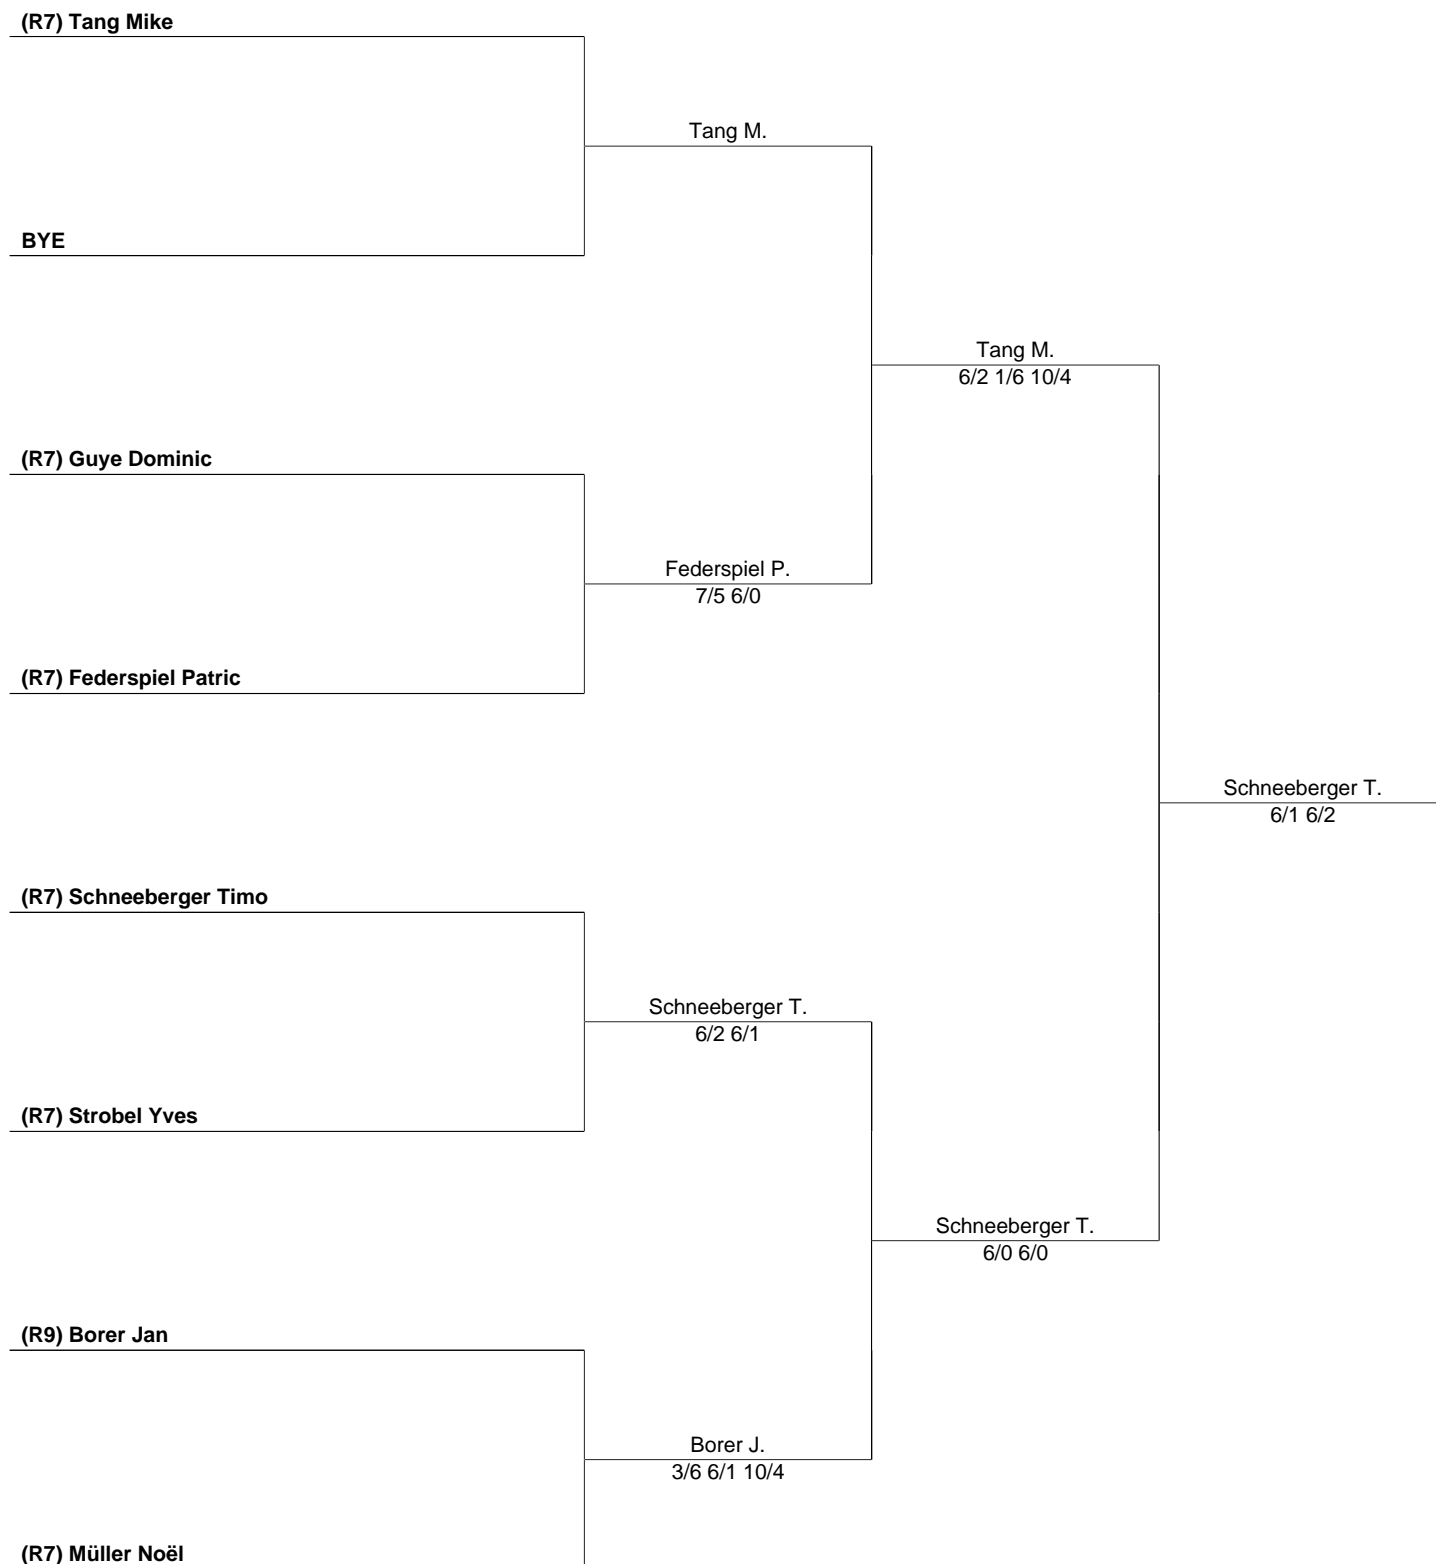 (R7) Tang Mike
Tang M.
BYE
Tang M.
6/2 1/6 10/4
(R7) Guye Dominic
Federspiel P.
7/5 6/0
(R7) Federspiel Patric
Schneeberger T.
6/1 6/2
(R7) Schneeberger Timo
Schneeberger T.
6/2 6/1
(R7) Strobel Yves
Schneeberger T.
6/0 6/0
(R9) Borer Jan
Borer J.
3/6 6/1 10/4
(R7) Müller Noël